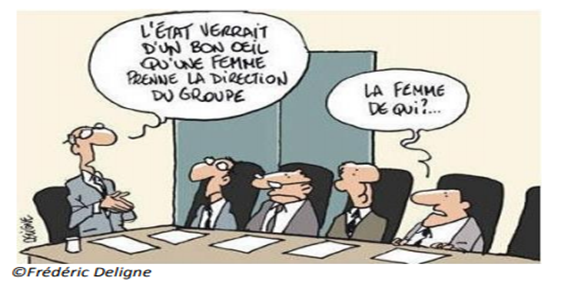 L'ÉTAT VERRAIT
D'UN BON OEIL
QU'UNE FEMME
PRENNE LA DIRECTION
DU GROUPE
LA FEMME
DE QUI?...
DELIGNE
©Frédéric Deligne